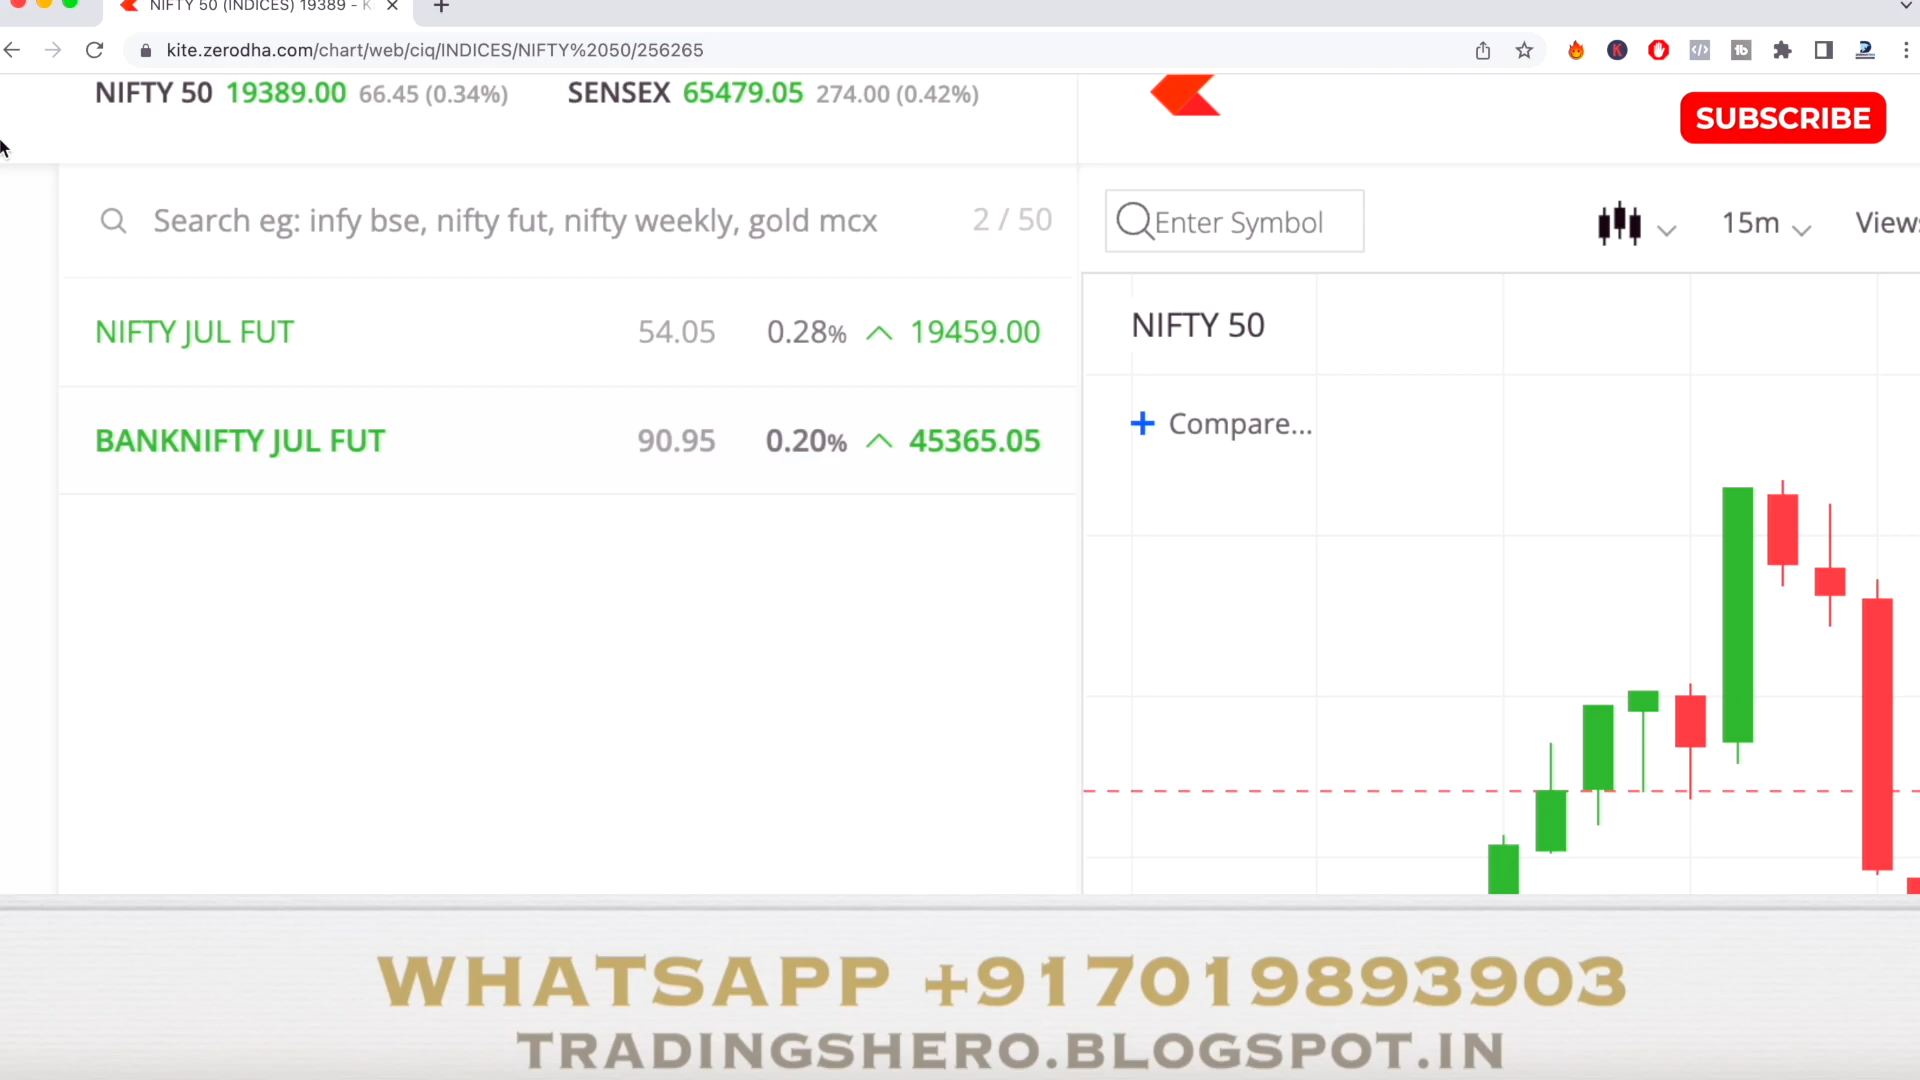 NIFTY 50 (INDICES) 19389 - K
kite.zerodha.com/chart/web/ciq/INDICES/NIFTY%2050/256265
NIFTY 50 19389.00 66.45 (0.34%) SENSEX 65479.05 274.00 (0.42%)
SUBSCRIBE
Search eg: infy bse, nifty fut, nifty weekly, gold mcx 2 / 50
Enter Symbol 15m Views
NIFTY JUL FUT 54.05 0.28% 19459.00
NIFTY 50
+ Compare...
BANKNIFTY JUL FUT 90.95 0.20% 45365.05
WHATSAPP +917019893903
TRADINGSHERO.BLOGSPOT.IN